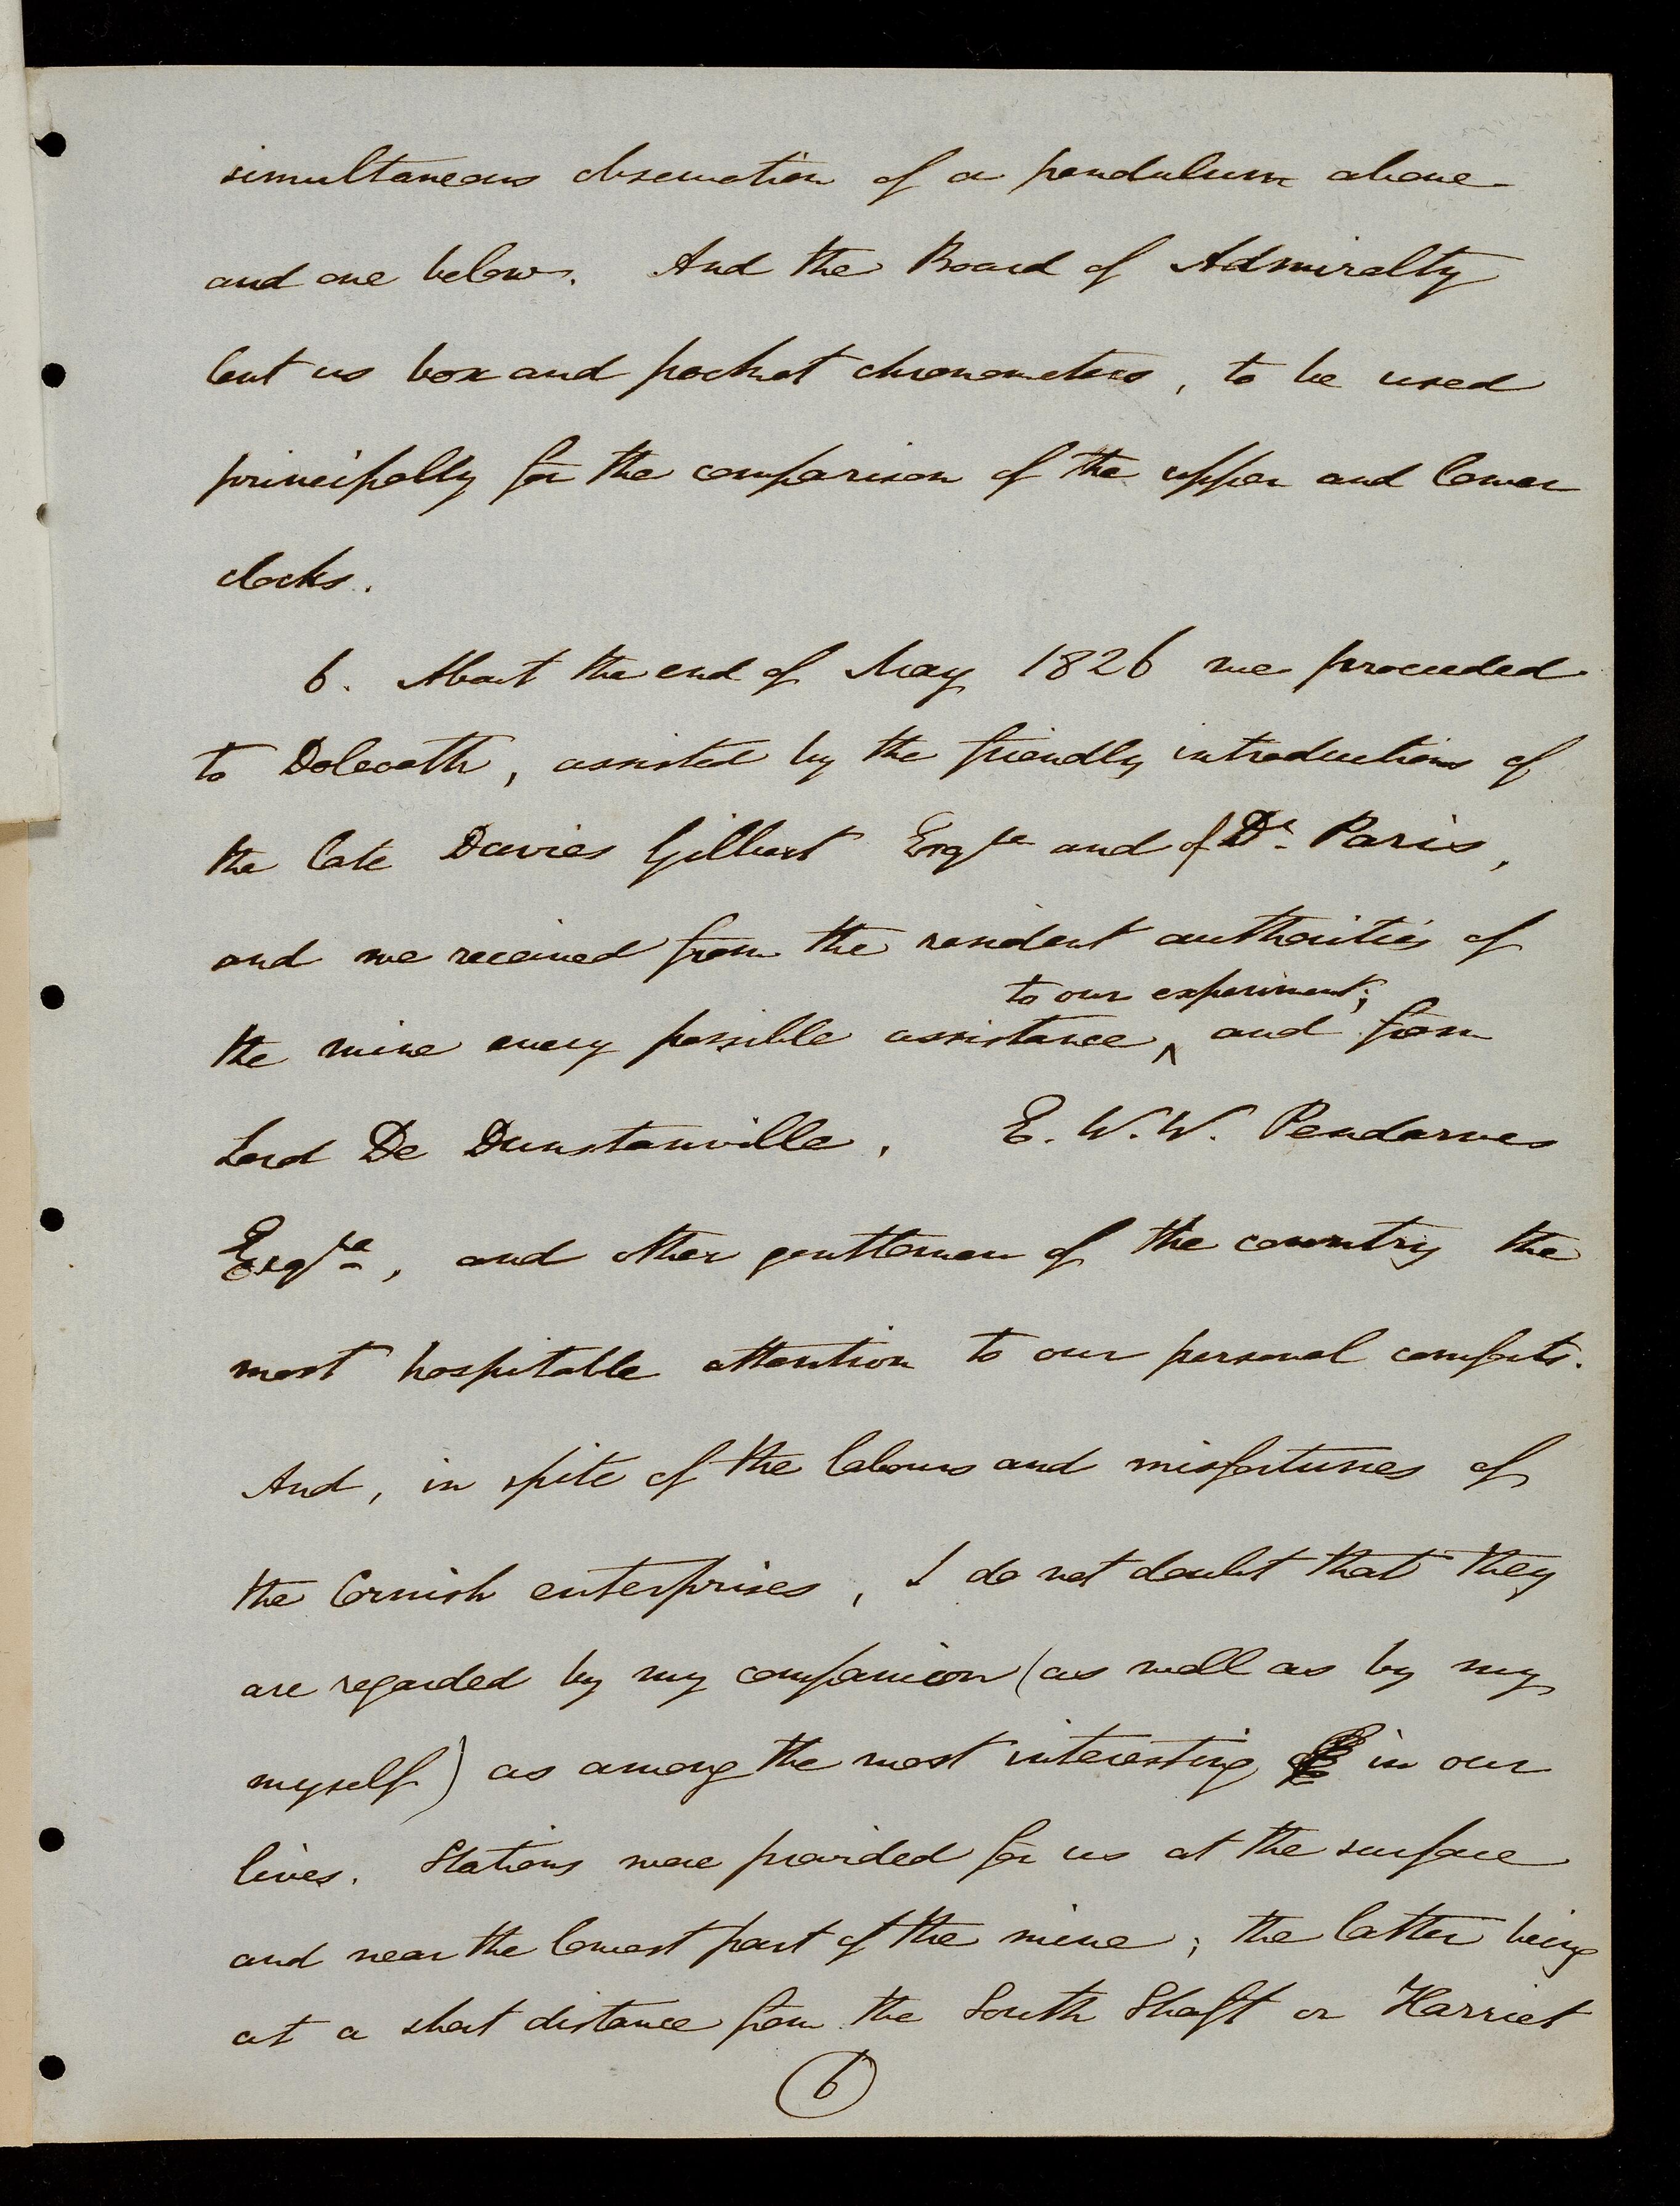 simultaneous observation of a pendulum above
and one below. And the Board of Admiralty
lent us box and pocket chronometers, to be used
principally for the comparison of the upper and lower
clocks.
6. About the end of May 1826 we proceeded
to Dolcoath, assisted by the friendly introductions of
the late Davies Gilbert Esqre and of Dr. Paris,
and we received from the resident authorities of
to our experiment;
the mine every possible assistance ^ and from
Lord De Dunstanville, E. W. W. Pendarves
Esqre, and other gentlemen of the country the
most hospitable attention to our personal comforts.
And, in spite of the labours and misfortunes of
the Cornish enterprises, I do not doubt that they
are regarded by my companion (as well as by my
myself) as among the most interesting in our
lives. Stations were provided for us at the surface
and near the lowest part of the mine; the latter being
at a short distance from the South Shaft or Harriet
6